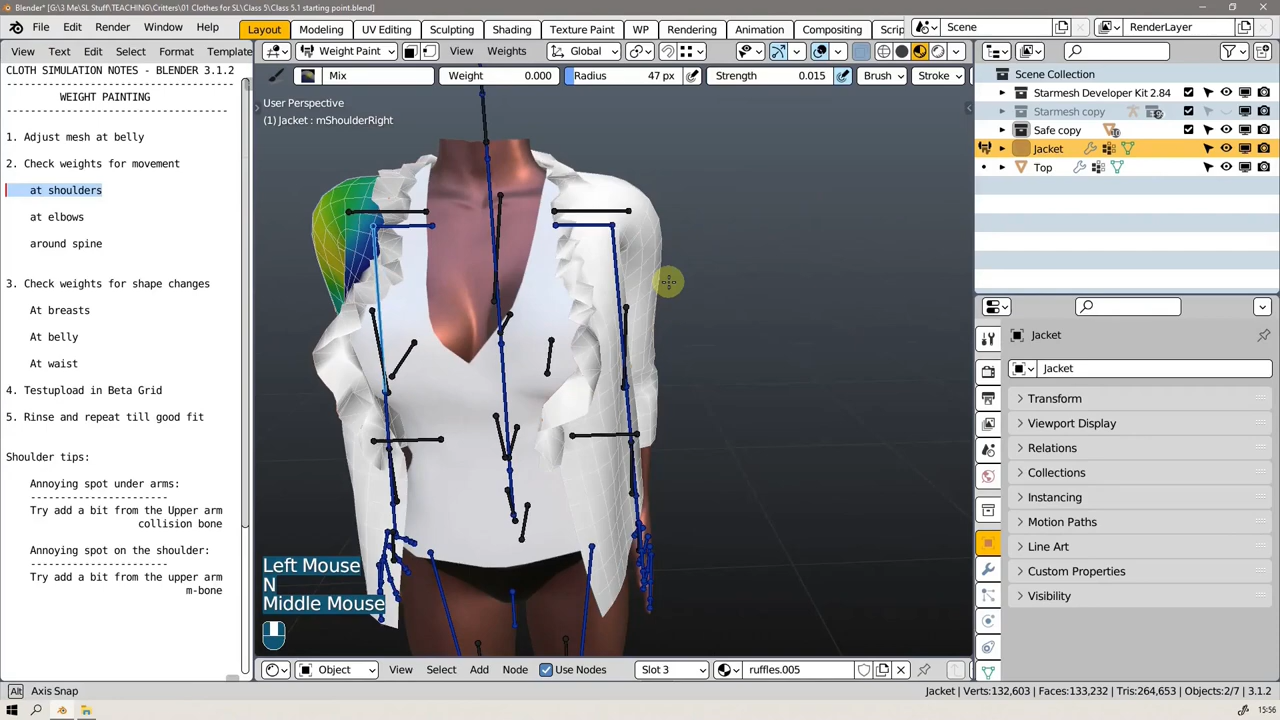 Blender* [G:\3 Me\SL Stuff\TEACHING\Critters\01 Clothes for SL\Class 5\Class 5.1 starting point.blend]
File Edit Render Window Help Layout Modeling UV Editing Sculpting Shading Texture Paint WP Rendering Animation Compositing Scrip Scene RenderLayer
View Text Edit Select Format Template Weight Paint View Weights Global
Mix Weight 0.000 Radius 47 px Strength 0.015 Brush Stroke
CLOTH SIMULATION NOTES - BLENDER 3.1.2
-----------------------------------
WEIGHT PAINTING
-----------------------------------
1. Adjust mesh at belly
2. Check weights for movement
at shoulders
at elbows
around spine
3. Check weights for shape changes
At breasts
At belly
At waist
4. Testupload in Beta Grid
5. Rinse and repeat till good fit
Shoulder tips:
Annoying spot under arms:
-----------------------
Try add a bit from the Upper arm
collision bone
Annoying spot on the shoulder:
-----------------------
Try add a bit from the upper arm
m-bone
User Perspective
(1) Jacket : mShoulderRight
Left Mouse
N
Middle Mouse
Scene Collection
Starmesh Developer Kit 2.84
Starmesh copy
Safe copy
Jacket
Top
Jacket
Jacket
Transform
Viewport Display
Relations
Collections
Instancing
Motion Paths
Line Art
Custom Properties
Visibility
Object View Select Add Node Use Nodes Slot 3 ruffles.005
Alt Axis Snap Jacket | Verts:132,603 | Faces:133,232 | Tris:264,653 | Objects:2/7 | 3.1.2
15:56